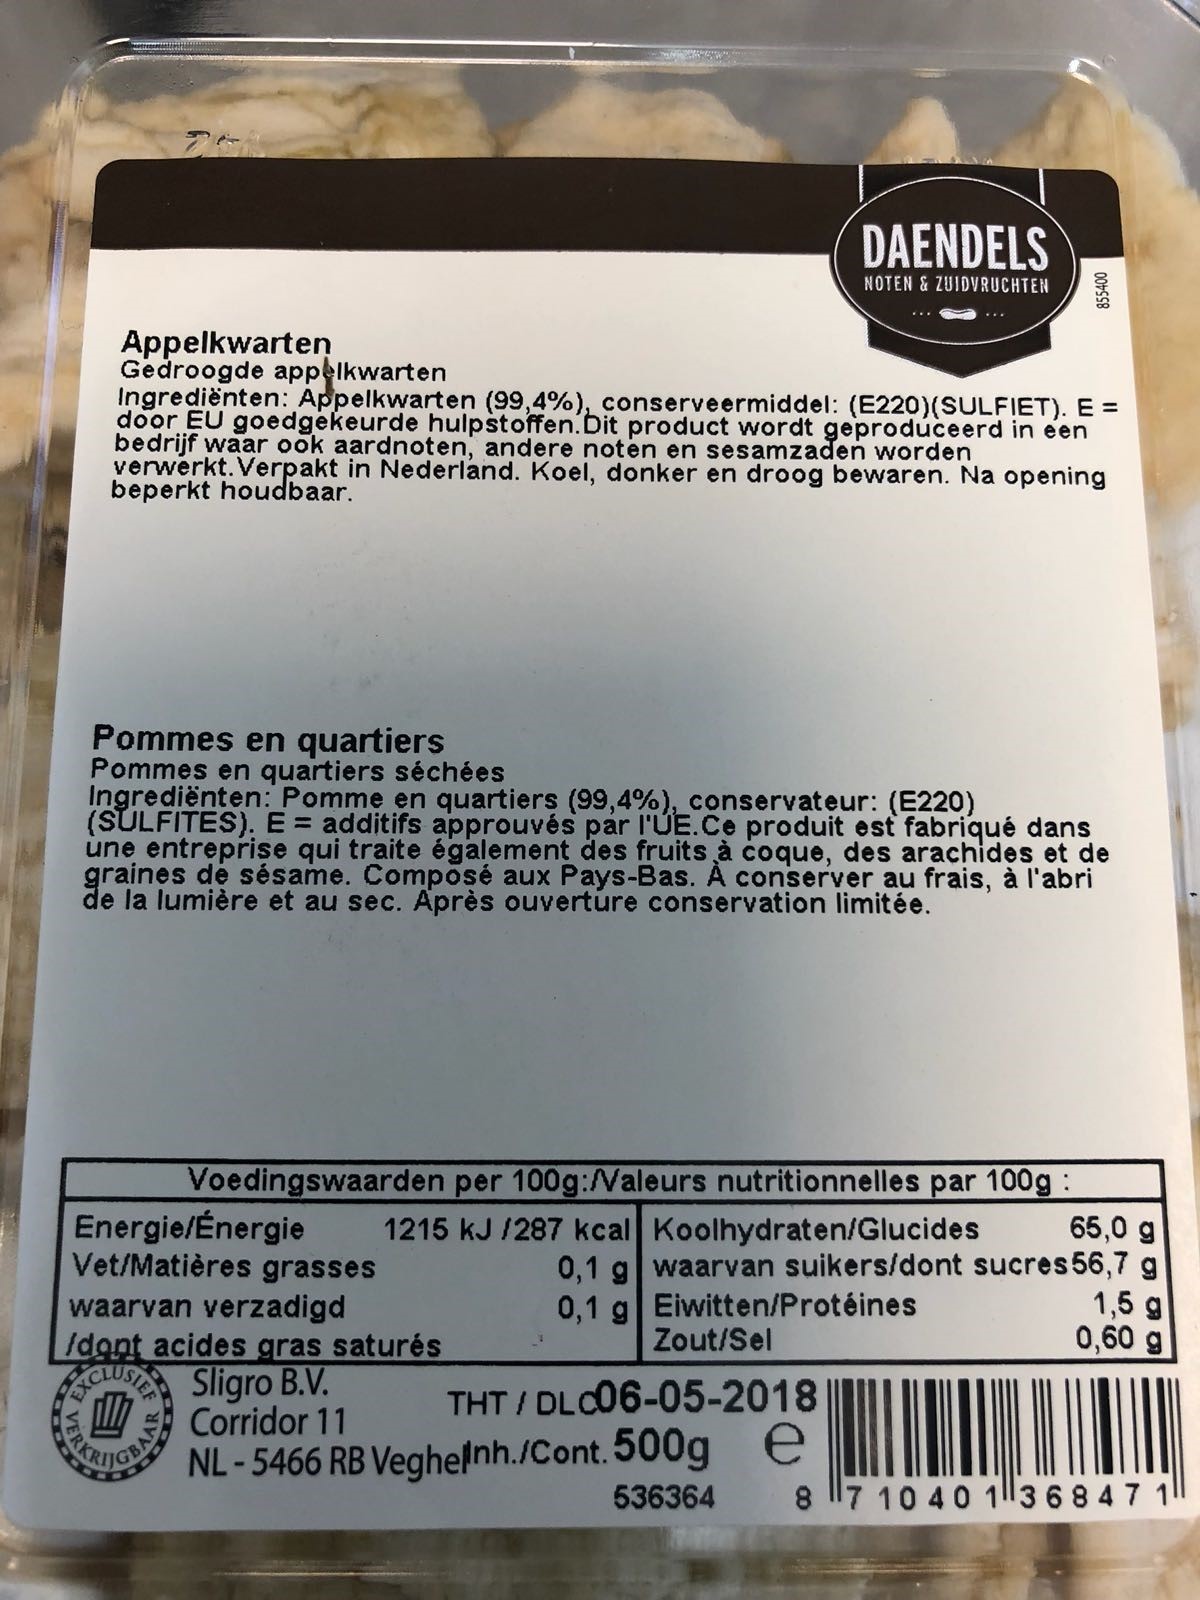 DAENDELS
NOTEN & ZUIDVRUCHTEN
855400
Appelkwarten
Gedroogde appelkwarten
Ingrediënten: Appelkwarten (99,4%), conserveermiddel: (E220)(SULFIET). E =
door EU goedgekeurde hulpstoffen.Dit product wordt geproduceerd in een
bedrijf waar ook aardnoten, andere noten en sesamzaden worden
verwerkt.Verpakt in Nederland. Koel, donker en droog bewaren. Na opening
beperkt houdbaar.
Pommes en quartiers
Pommes en quartiers séchées
Ingrediënten: Pomme en quartiers (99,4%), conservateur: (E220)
(SULFITES). E = additifs approuvés par l'UE.Ce produit est fabriqué dans
une entreprise qui traite également des fruits à coque, des arachides et de
graines de sésame. Composé aux Pays-Bas. À conserver au frais, à l'abri
de la lumière et au sec. Après ouverture conservation limitée.
Voedingswaarden per 100g:/Valeurs nutritionnelles par 100g :
Energie/Énergie 1215 kJ /287 kcal Koolhydraten/Glucides 65,0 g
Vet/Matières grasses 0,1 g waarvan suikers/dont sucres 56,7 g
waarvan verzadigd 0,1 g Eiwitten/Protéines 1,5 g
/dont acides gras saturés Zout/Sel 0,60 g
EXCLUSIEF VERKRIJGBAAR
Sligro B.V.
Corridor 11
NL - 5466 RB Veghel
THT / DLC 06-05-2018
Inh./Cont. 500g e
536364
8 710401 368471